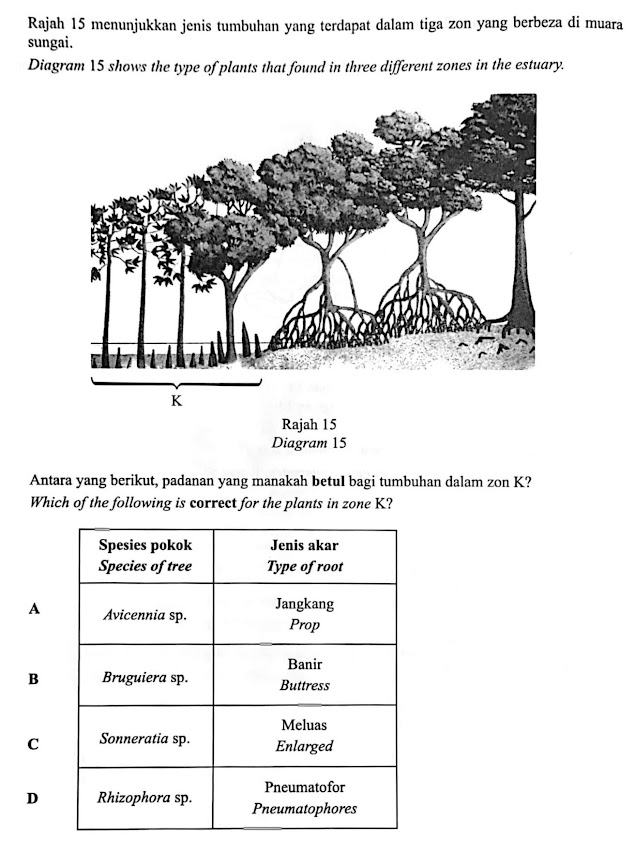 Rajah 15 menunjukkan jenis tumbuhan yang terdapat dalam tiga zon yang berbeza di muara
sungai.
Diagram 15 shows the type of plants that found in three different zones in the estuary.
K
Rajah 15
Diagram 15
Antara yang berikut, padanan yang manakah betul bagi tumbuhan dalam zon K?
Which of the following is correct for the plants in zone K?
Spesies pokok
Species of tree
Jenis akar
Type of root
A
Avicennia sp.
Jangkang
Prop
B
Bruguiera sp.
Banir
Buttress
C
Sonneratia sp.
Meluas
Enlarged
D
Rhizophora sp.
Pneumatofor
Pneumatophores